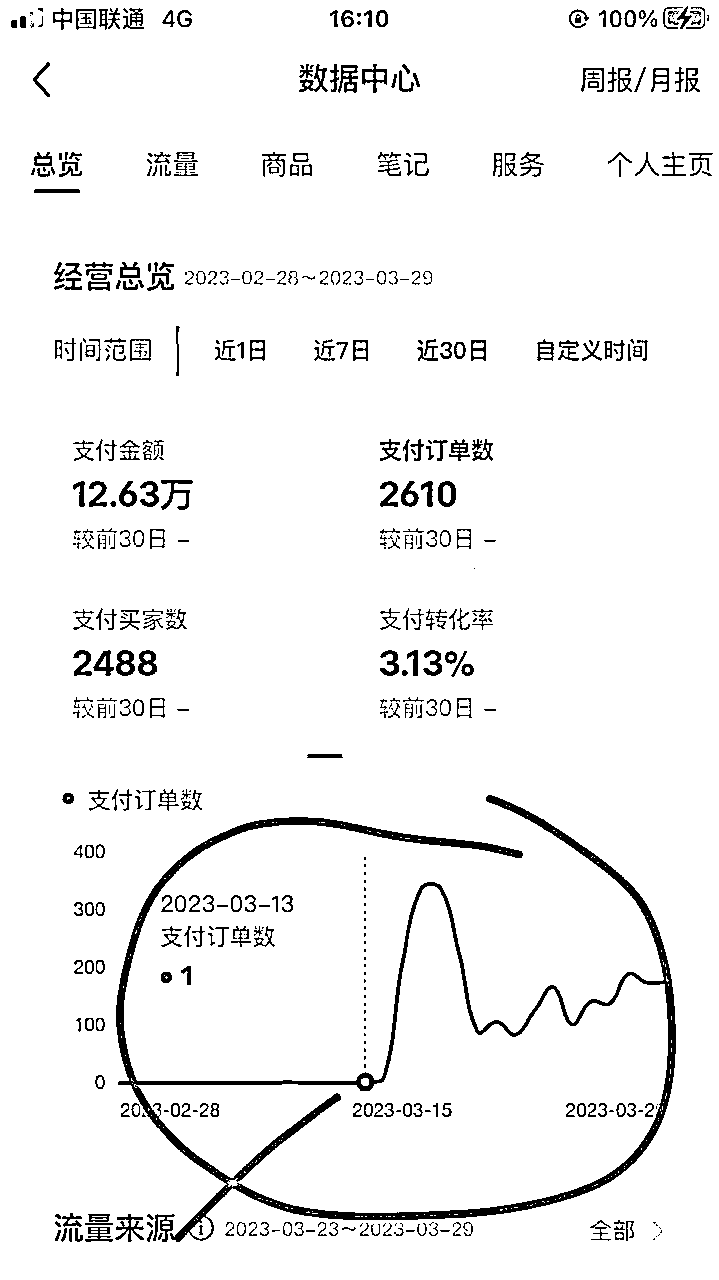 中国联通 4G 16:10 100%
数据中心 周报/月报
总览 流量 商品 笔记 服务 个人主页
经营总览 2023-02-28~2023-03-29
时间范围 近1日 近7日 近30日 自定义时间
支付金额 支付订单数
12.63万 2610
较前30日 – 较前30日 –
支付买家数 支付转化率
2488 3.13%
较前30日 – 较前30日 –
支付订单数
400
300
2023-03-13
支付订单数
1
200
100
0
2023-02-28 2023-03-15 2023-03-2
流量来源 2023-03-23~2023-03-29 全部